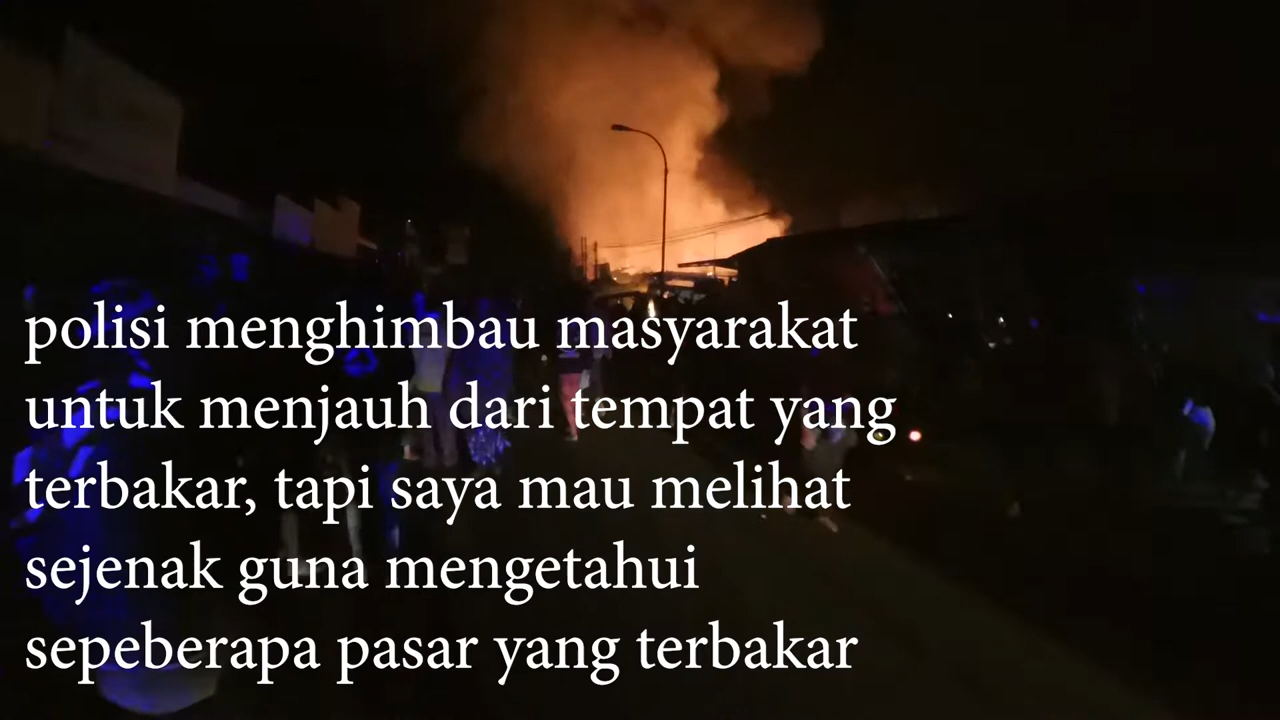 polisi menghimbau masyarakat
untuk menjauh dari tempat yang
terbakar, tapi saya mau melihat
sejenak guna mengetahui
sepeberapa pasar yang terbakar